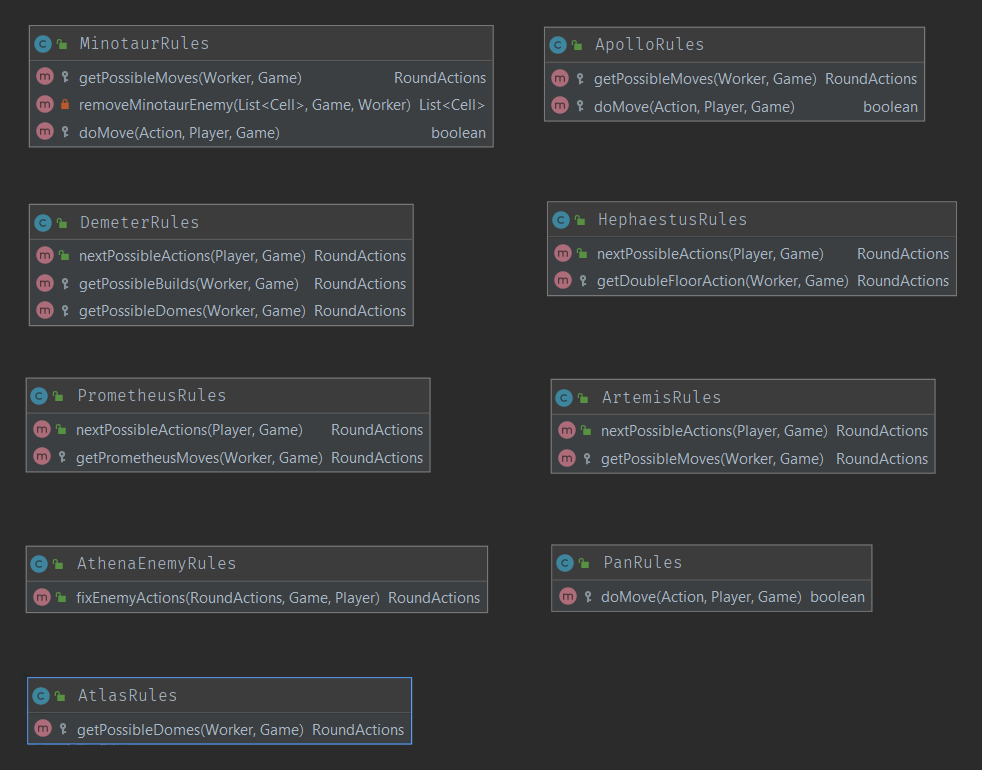 MinotaurRules
getPossibleMoves(Worker, Game) RoundActions
removeMinotaurEnemy(List<Cell>, Game, Worker) List<Cell>
doMove(Action, Player, Game) boolean
ApolloRules
getPossibleMoves(Worker, Game) RoundActions
doMove(Action, Player, Game) boolean
DemeterRules
nextPossibleActions(Player, Game) RoundActions
getPossibleBuilds(Worker, Game) RoundActions
getPossibleDomes(Worker, Game) RoundActions
HephaestusRules
nextPossibleActions(Player, Game) RoundActions
getDoubleFloorAction(Worker, Game) RoundActions
PrometheusRules
nextPossibleActions(Player, Game) RoundActions
getPrometheusMoves(Worker, Game) RoundActions
ArtemisRules
nextPossibleActions(Player, Game) RoundActions
getPossibleMoves(Worker, Game) RoundActions
AthenaEnemyRules
fixEnemyActions(RoundActions, Game, Player) RoundActions
PanRules
doMove(Action, Player, Game) boolean
AtlasRules
getPossibleDomes(Worker, Game) RoundActions